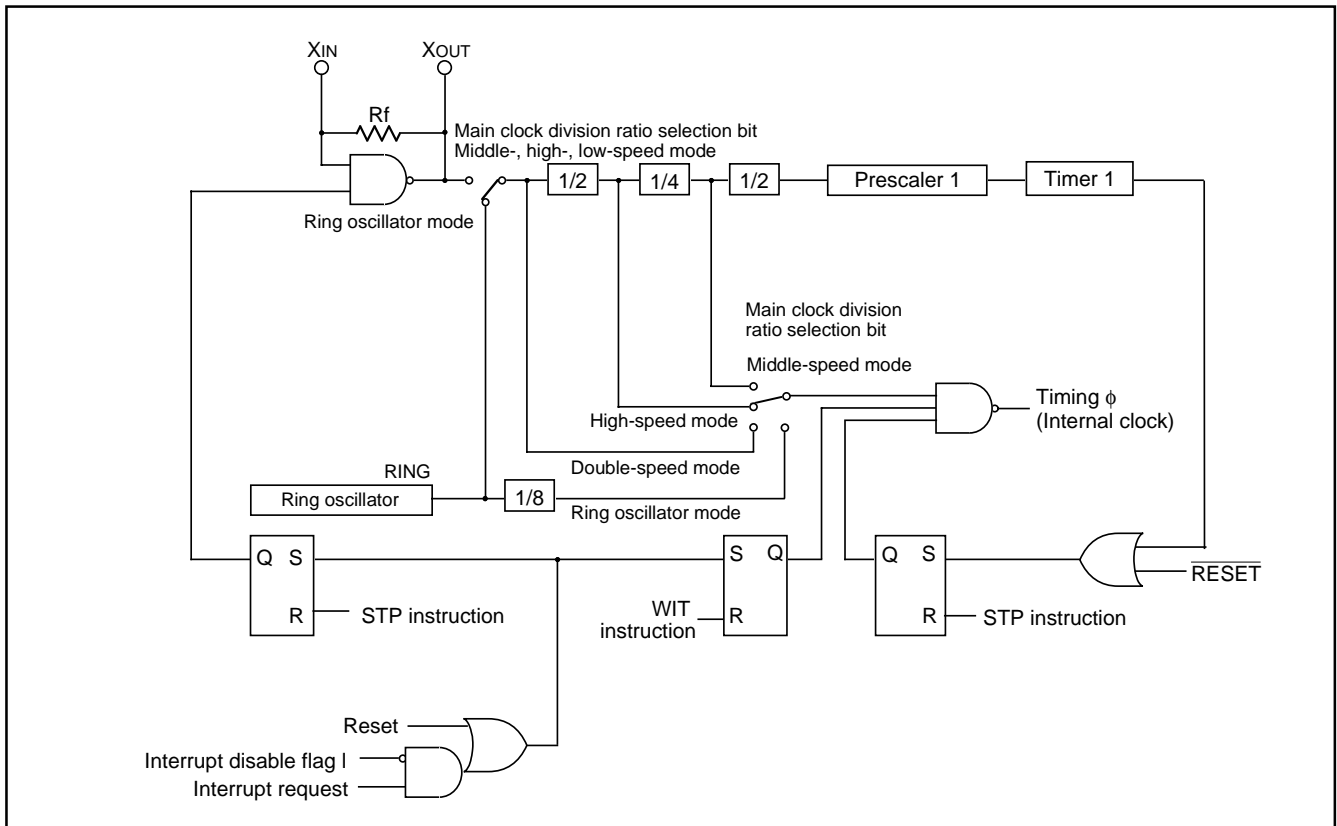 XIN
XOUT
Rf
Main clock division ratio selection bit
Middle-, high-, low-speed mode
1/2
1/4
1/2
Prescaler 1
Timer 1
Ring oscillator mode
Main clock division
ratio selection bit
Middle-speed mode
Timing ϕ
(Internal clock)
High-speed mode
Double-speed mode
RING
Ring oscillator
1/8
Ring oscillator mode
Q S
R
STP instruction
S Q
R
WIT
instruction
Q S
R
STP instruction
RESET
Reset
Interrupt disable flag I
Interrupt request